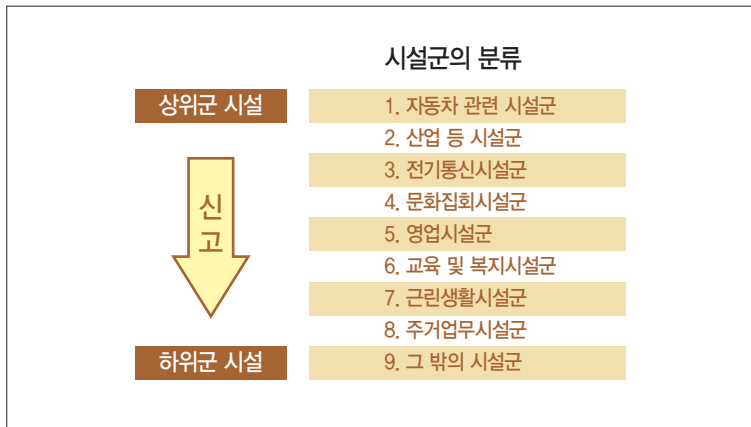 시설군의 분류
상위군 시설
1. 자동차 관련 시설군
2. 산업 등 시설군
3. 전기통신시설군
4. 문화집회시설군
신고
5. 영업시설군
6. 교육 및 복지시설군
7. 근린생활시설군
8. 주거업무시설군
하위군 시설
9. 그 밖의 시설군